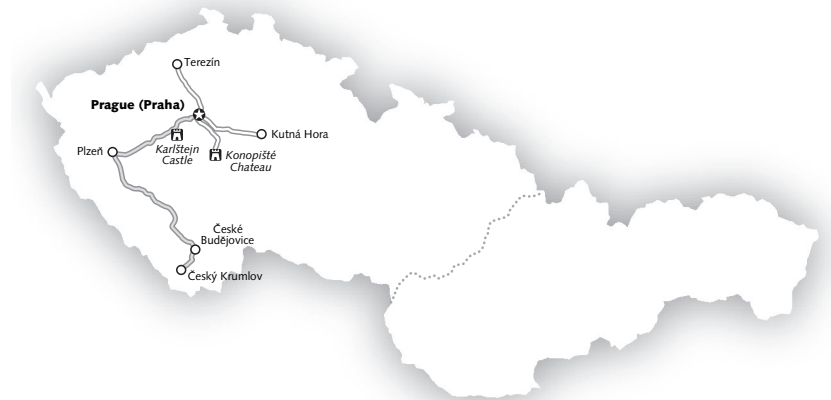 Terezín
Prague (Praha)
Kutná Hora
Plzeň
Karlštejn
Castle
Konopiště
Chateau
České
Budějovice
Český Krumlov